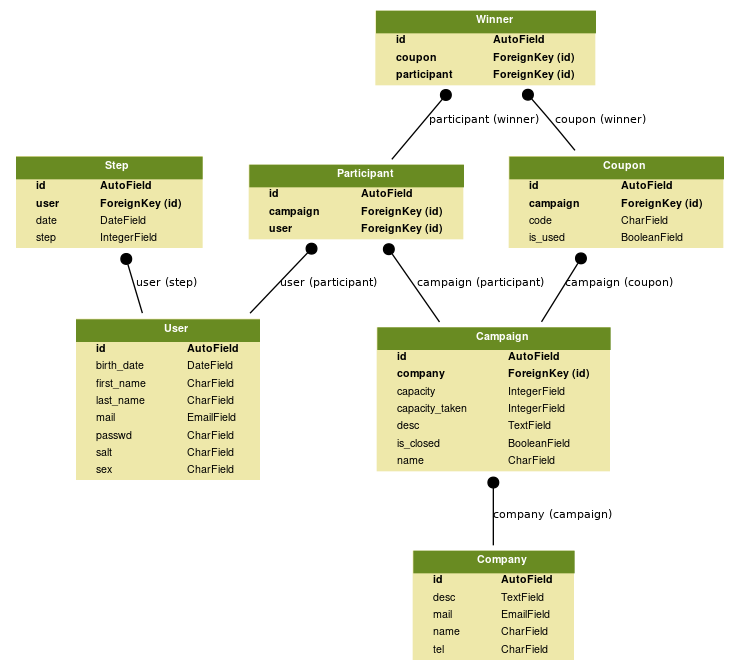 Winner
id AutoField
coupon ForeignKey (id)
participant ForeignKey (id)
participant (winner) coupon (winner)
Step
id AutoField
user ForeignKey (id)
date DateField
step IntegerField
Participant
id AutoField
campaign ForeignKey (id)
user ForeignKey (id)
Coupon
id AutoField
campaign ForeignKey (id)
code CharField
is_used BooleanField
user (step) user (participant) campaign (participant) campaign (coupon)
User
id AutoField
birth_date DateField
first_name CharField
last_name CharField
mail EmailField
passwd CharField
salt CharField
sex CharField
Campaign
id AutoField
company ForeignKey (id)
capacity IntegerField
capacity_taken IntegerField
desc TextField
is_closed BooleanField
name CharField
company (campaign)
Company
id AutoField
desc TextField
mail EmailField
name CharField
tel CharField